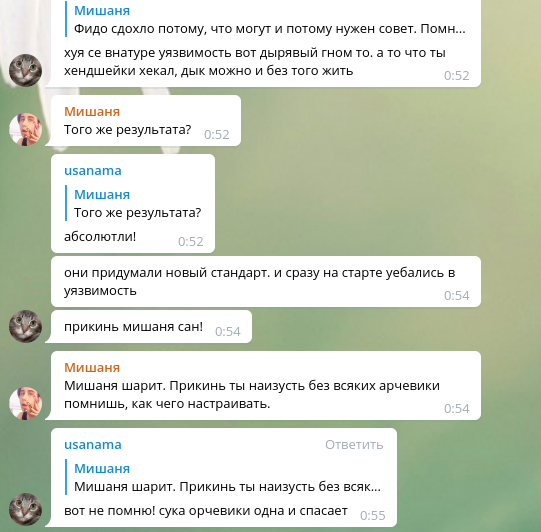 Мишаня
Фидо сдохло потому, что могут и потому нужен совет. Помн...
хуя се внатуре уязвимость вот дырявый гном то. а то что ты
хендшейки хекал, дык можно и без того жить
0:52
Мишаня
Того же результата?
0:52
usanama
Мишаня
Того же результата?
абсолютли!
0:52
они придумали новый стандарт. и сразу на старте уебались в
уязвимость
0:54
прикинь мишаня сан!
0:54
Мишаня
Мишаня шарит. Прикинь ты наизусть без всяких арчевики
помнишь, как чего настраивать.
0:54
usanama
Ответить
Мишаня
Мишаня шарит. Прикинь ты наизусть без всяк...
вот не помню! сука орчевики одна и спасает
0:55